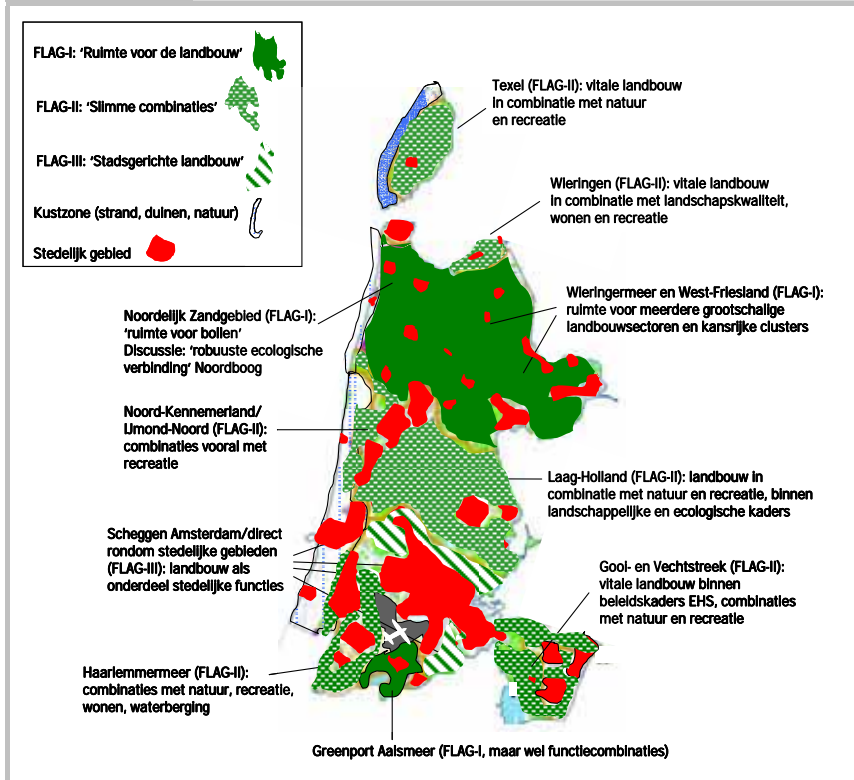 FLAG-I: 'Ruimte voor de landbouw'
FLAG-II: 'Slimme combinaties'
FLAG-III: 'Stadsgerichte landbouw'
Kustzone (strand, duinen, natuur)
Stedelijk gebied
Texel (FLAG-II): vitale landbouw
in combinatie met natuur
en recreatie
Wieringen (FLAG-II): vitale landbouw
in combinatie met landschapskwaliteit,
wonen en recreatie
Wieringermeer en West-Friesland (FLAG-I):
ruimte voor meerdere grootschalige
landbouwsectoren en kansrijke clusters
Noordelijk Zandgebied (FLAG-I):
'ruimte voor bollen'
Discussie: 'robuuste ecologische
verbinding' Noordboog
Noord-Kennemerland/
IJmond-Noord (FLAG-II):
combinaties vooral met
recreatie
Laag-Holland (FLAG-II): landbouw in
combinatie met natuur en recreatie, binnen
landschappelijke en ecologische kaders
Scheggen Amsterdam/direct
rondom stedelijke gebieden
(FLAG-III): landbouw als
onderdeel stedelijke functies
Gooi- en Vechtstreek (FLAG-II):
vitale landbouw binnen
beleidskaders EHS, combinaties
met natuur en recreatie
Haarlemmermeer (FLAG-II):
combinaties met natuur, recreatie,
wonen, waterberging
Greenport Aalsmeer (FLAG-I, maar wel functiecombinaties)